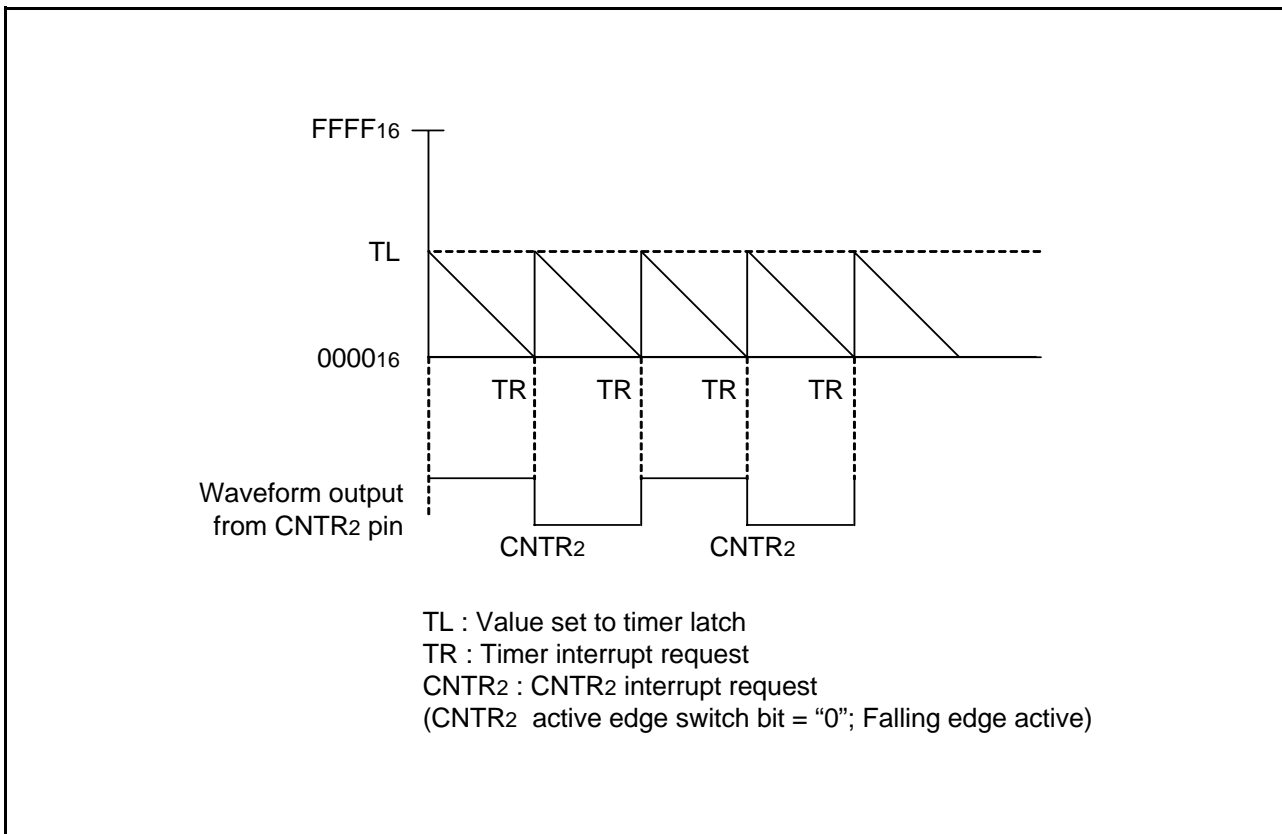 FFFF16
TL
000016
TR TR TR TR
Waveform output
from CNTR2 pin
CNTR2 CNTR2
TL : Value set to timer latch
TR : Timer interrupt request
CNTR2 : CNTR2 interrupt request
(CNTR2 active edge switch bit = “0”; Falling edge active)